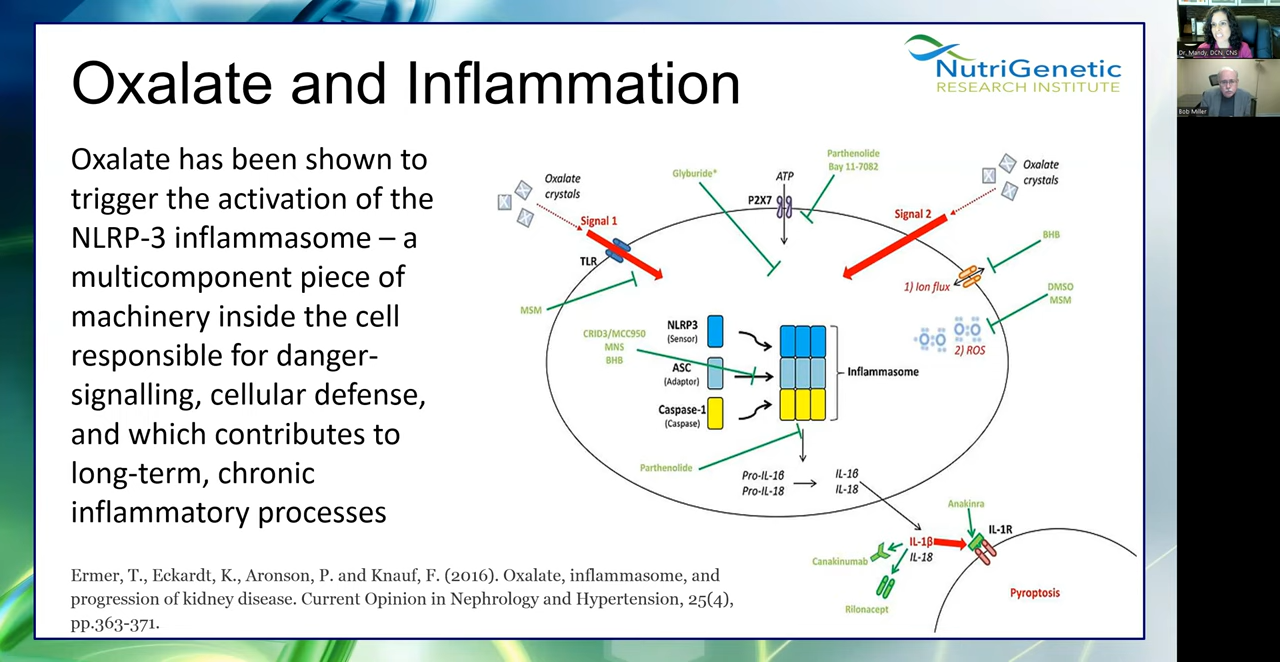 Oxalate and Inflammation
NutriGenetic
RESEARCH INSTITUTE
Dr. Mandy, DCN, CNS
Bob Miller
Oxalate has been shown to
trigger the activation of the
NLRP-3 inflammasome – a
multicomponent piece of
machinery inside the cell
responsible for danger-
signalling, cellular defense,
and which contributes to
long-term, chronic
inflammatory processes
Oxalate
crystals
Signal 1
TLR
MSM
Glyburide*
ATP
P2X7
Parthenolide
Bay 11-7082
Signal 2
Oxalate
crystals
BHB
1) Ion flux
DMSO
MSM
2) ROS
CRID3/MCC950
MNS
BHB
NLRP3
(Sensor)
ASC
(Adaptor)
Caspase-1
(Caspase)
Inflammasome
Parthenolide
Pro-IL-1β
Pro-IL-18
IL-1β
IL-18
Anakinra
IL-1R
IL-1β
IL-18
Canakinumab
Rilonacept
Pyroptosis
Ermer, T., Eckardt, K., Aronson, P. and Knauf, F. (2016). Oxalate, inflammasome, and
progression of kidney disease. Current Opinion in Nephrology and Hypertension, 25(4),
pp.363-371.